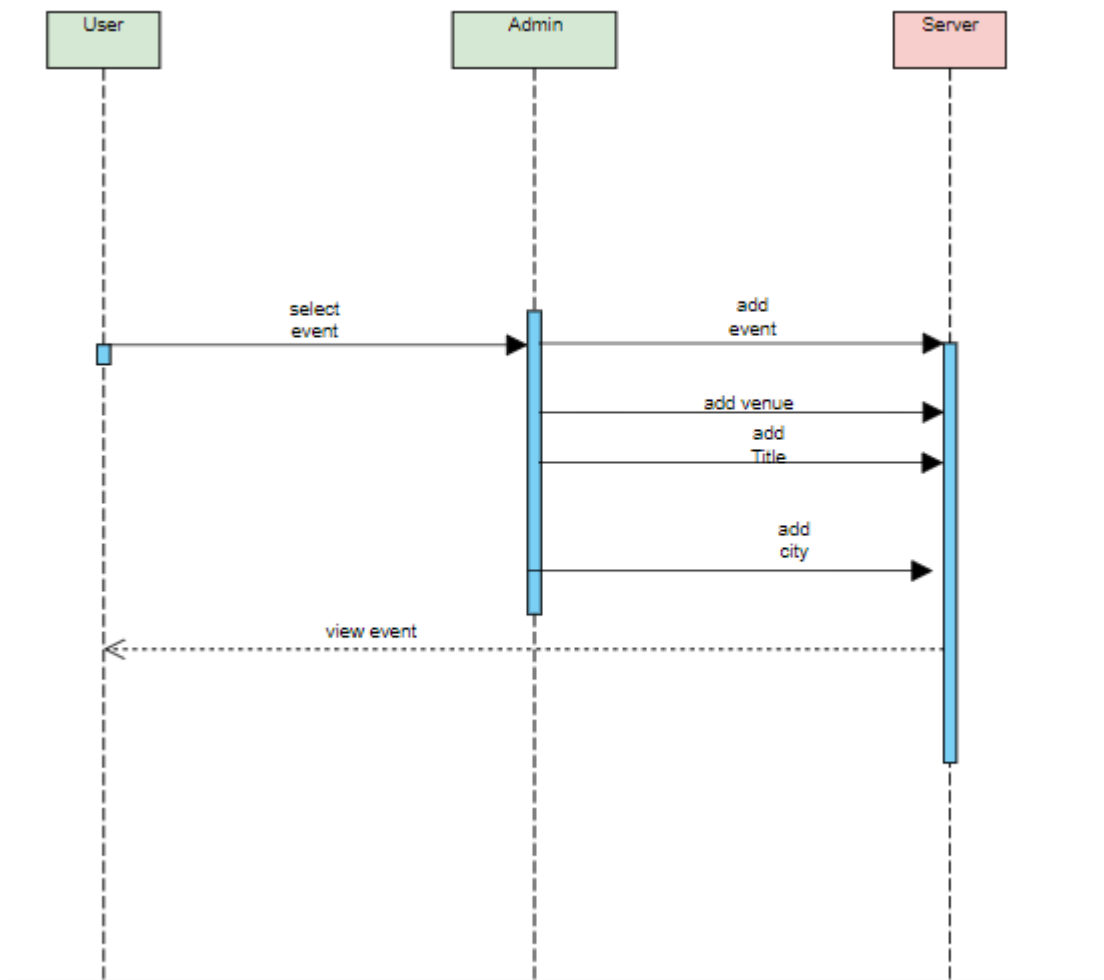 User
Admin
Server
select
event
add
event
add venue
add
Title
add
city
view event